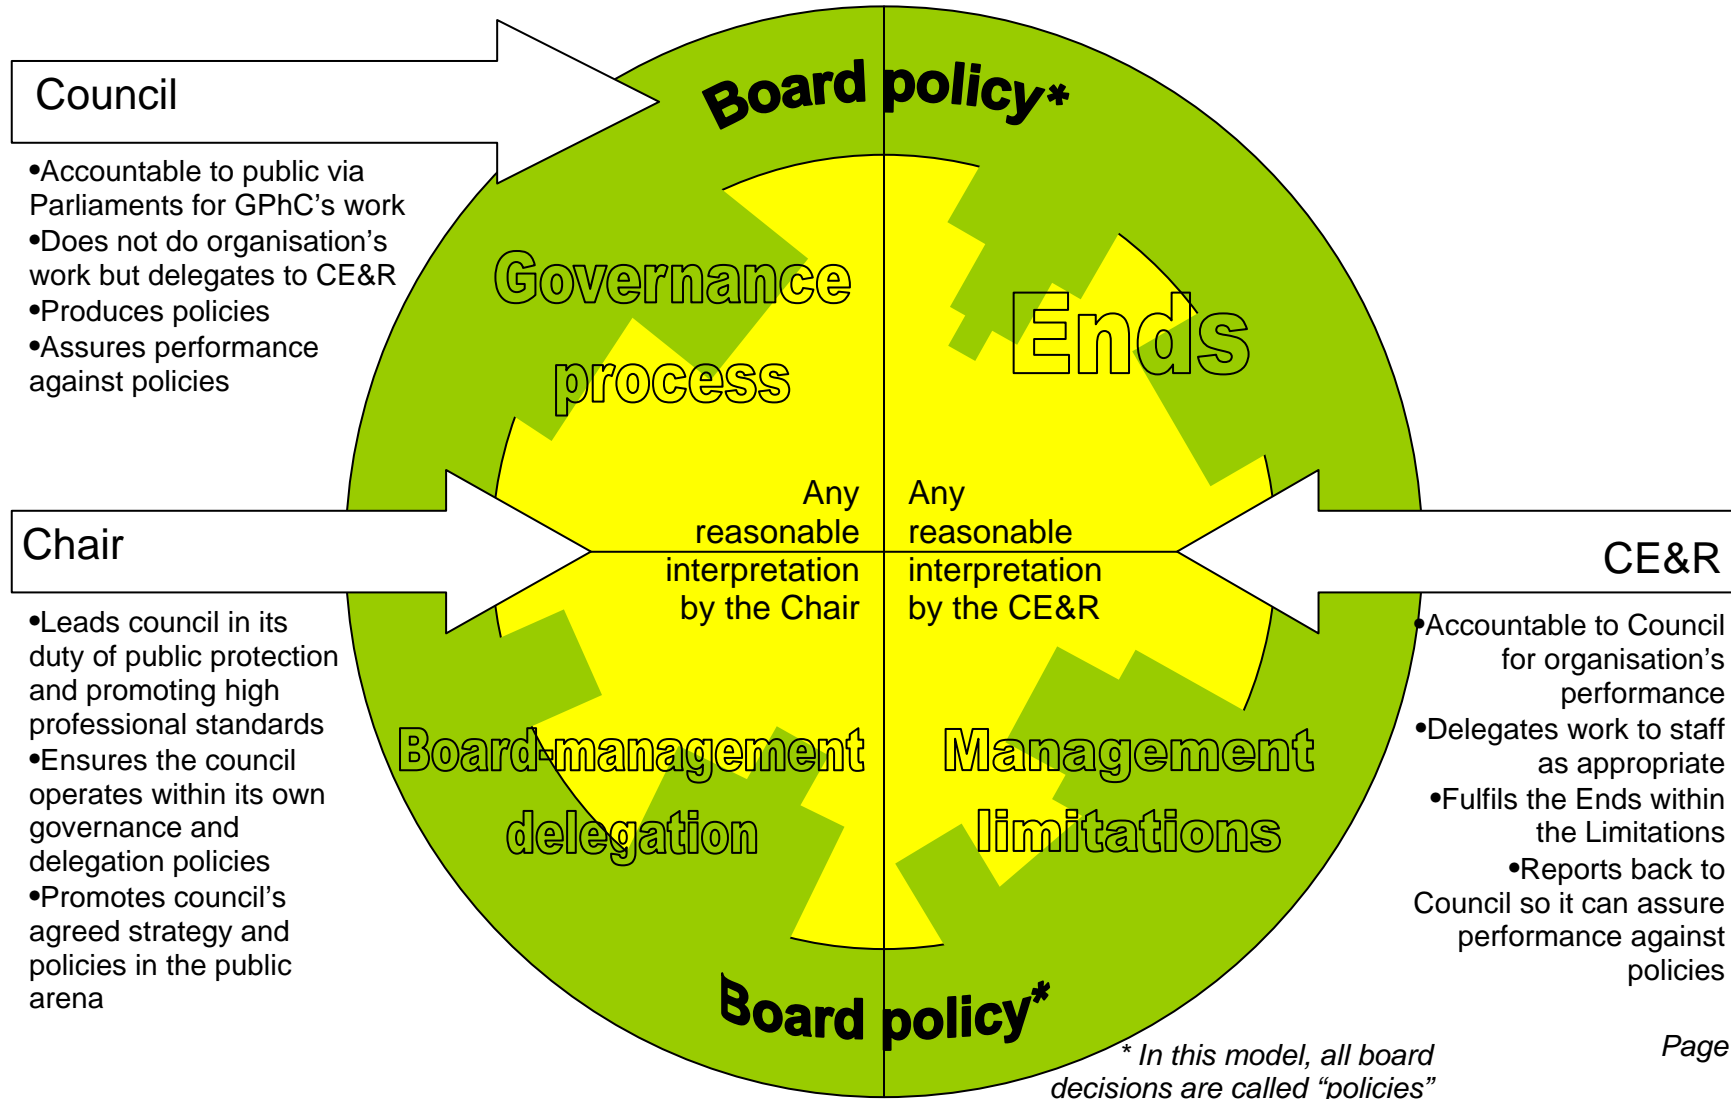 Board policy*
Council
•Accountable to public via
Parliaments for GPhC's work
•Does not do organisation's
work but delegates to CE&R
•Produces policies
•Assures performance
against policies
Governance
process
Ends
Any
reasonable
interpretation
by the Chair
Any
reasonable
interpretation
by the CE&R
Chair
•Leads council in its
duty of public protection
and promoting high
professional standards
•Ensures the council
operates within its own
governance and
delegation policies
•Promotes council's
agreed strategy and
policies in the public
arena
CE&R
•Accountable to Council
for organisation's
performance
•Delegates work to staff
as appropriate
•Fulfils the Ends within
the Limitations
•Reports back to
Council so it can assure
performance against
policies
Board-management
delegation
Management
limitations
Board policy*
* In this model, all board
decisions are called “policies”
Page